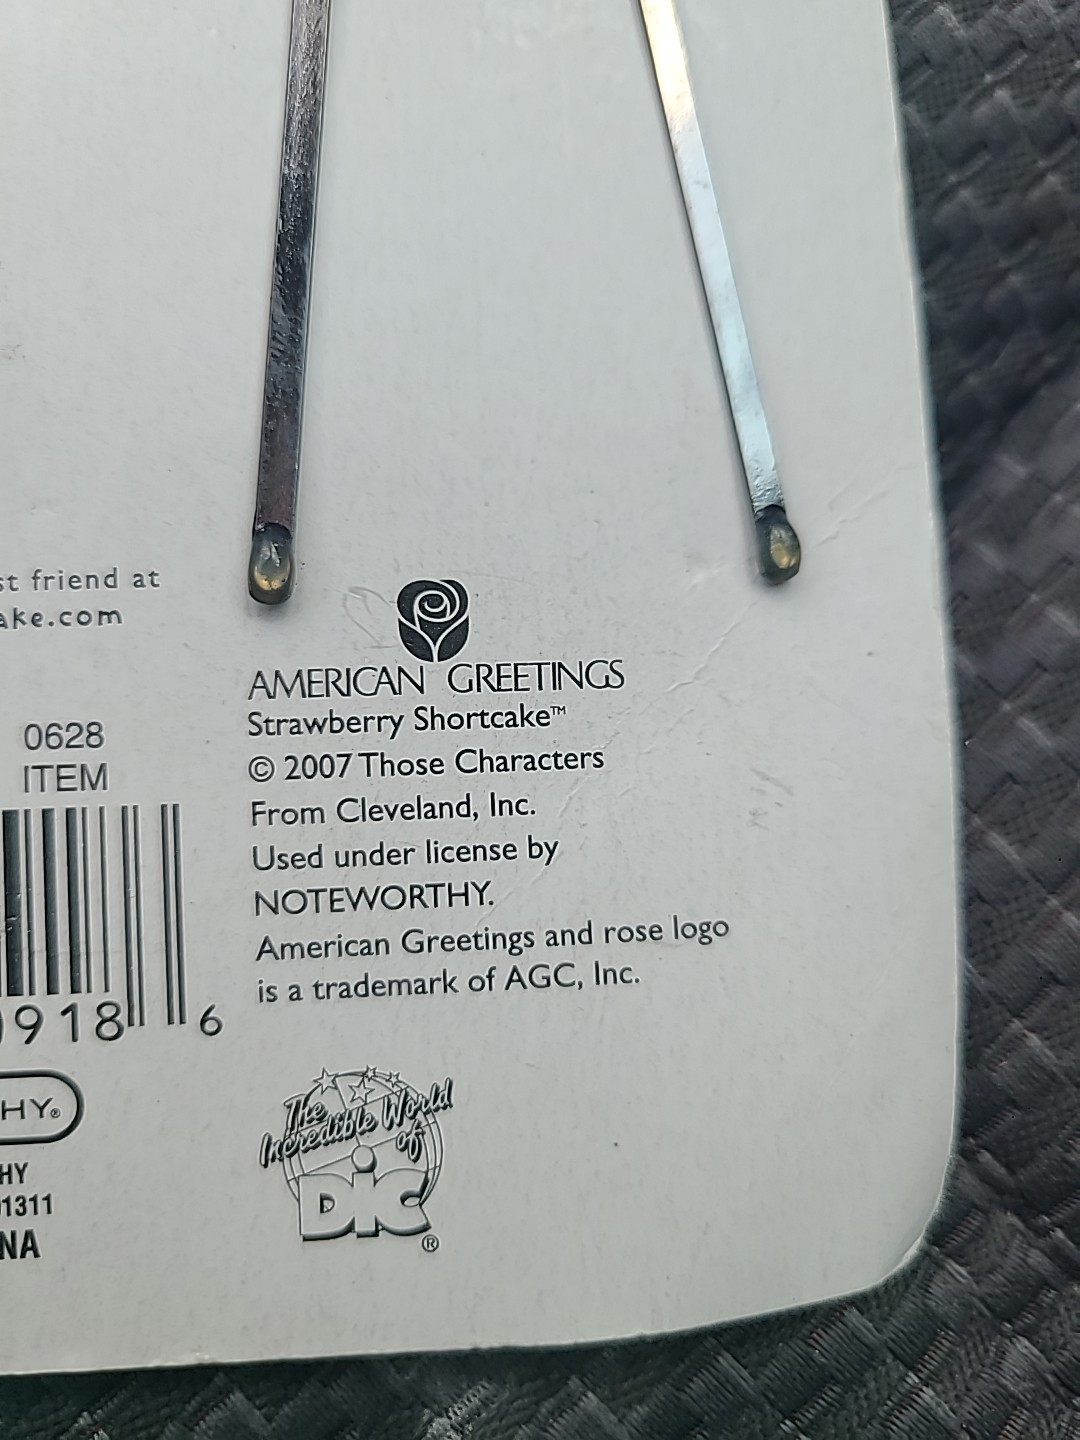 st friend at
ake.com
0628
ITEM
918 6
HY®
HY
1311
NA
AMERICAN GREETINGS
Strawberry Shortcake™
© 2007 Those Characters
From Cleveland, Inc.
Used under license by
NOTEWORTHY.
American Greetings and rose logo
is a trademark of AGC, Inc.
The
Incredible World
of
DIC
®